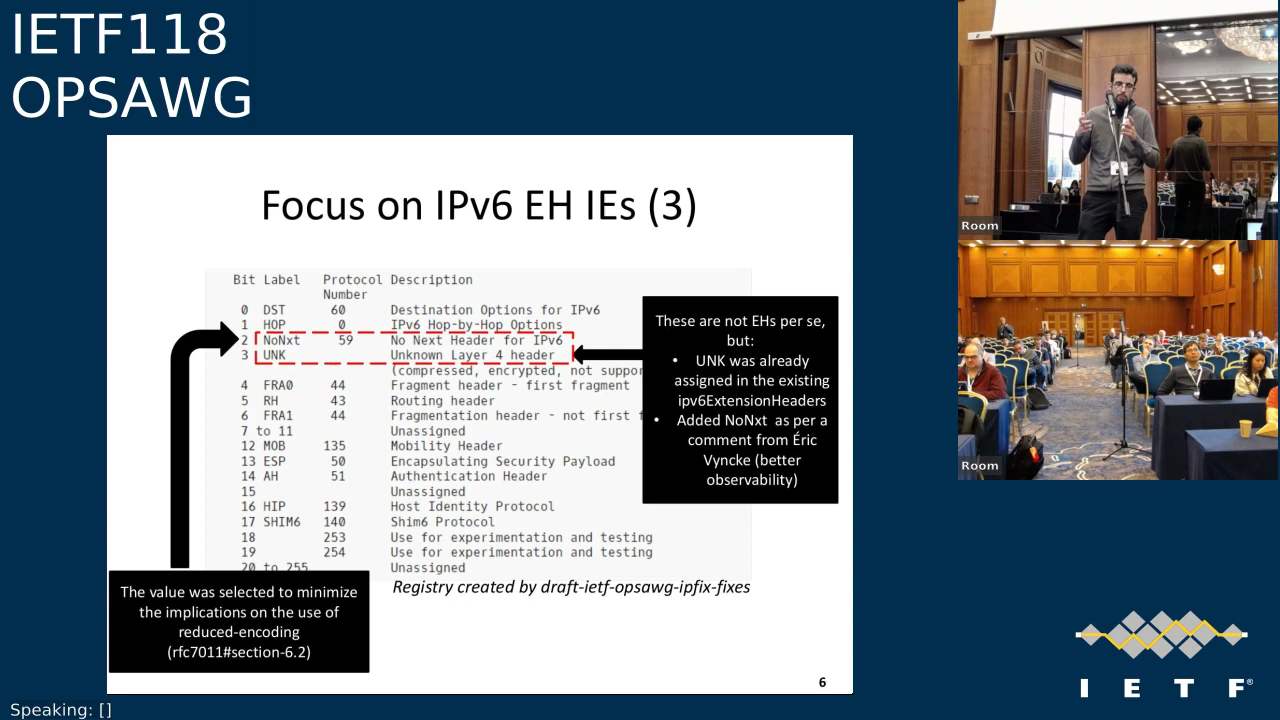 IETF118
OPSAWG
Focus on IPv6 EH IEs (3)
Bit Label Protocol Description
Number
0 DST 60 Destination Options for IPv6
1 HOP 0 IPv6 Hop-by-Hop Options
2 NoNxt 59 No Next Header for IPv6
3 UNK Unknown Layer 4 header
(compressed, encrypted, not
4 FRA0 44 Fragment header - first fragment
5 RH 43 Routing header
6 FRA1 44 Fragmentation header - not first
7 to 11 Unassigned
12 MOB 135 Mobility Header
13 ESP 50 Encapsulating Security Payload
14 AH 51 Authentication Header
15 Unassigned
16 HIP 139 Host Identity Protocol
17 SHIM6 140 Shim6 Protocol
18 253 Use for experimentation and testing
19 254 Use for experimentation and testing
20 to 255 Unassigned
These are not EHs per se,
but:
• UNK was already
assigned in the existing
ipv6ExtensionHeaders
• Added NoNxt as per a
comment from Éric
Vyncke (better
observability)
Registry created by draft-ietf-opsawg-ipfix-fixes
The value was selected to minimize
the implications on the use of
reduced-encoding
(rfc7011#section-6.2)
6
Room
Room
I E T F®
Speaking: []